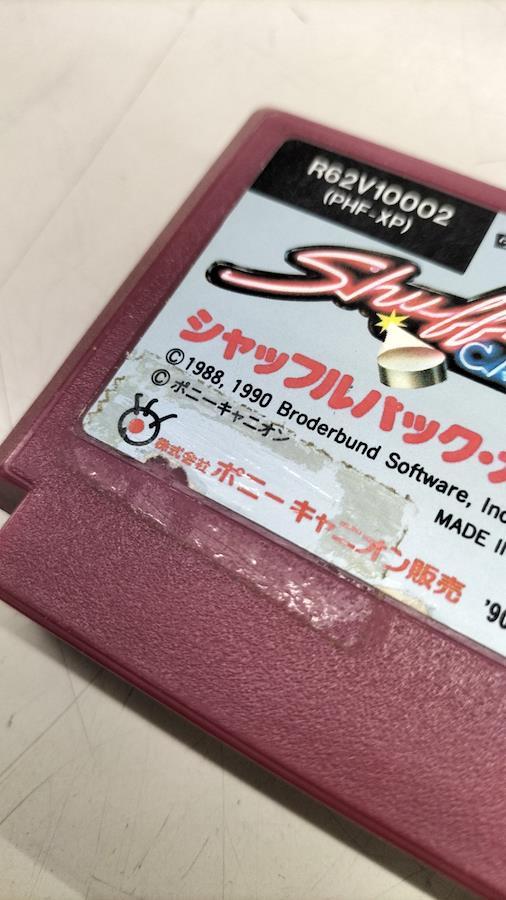 R62V10002
(PHF-XP)
Shuff
シャッフルパック・
© 1988, 1990 Broderbund Software, Inc
© ポニーキャニオン
MADE I
株式会社 ポニーキャニオン販売
'90